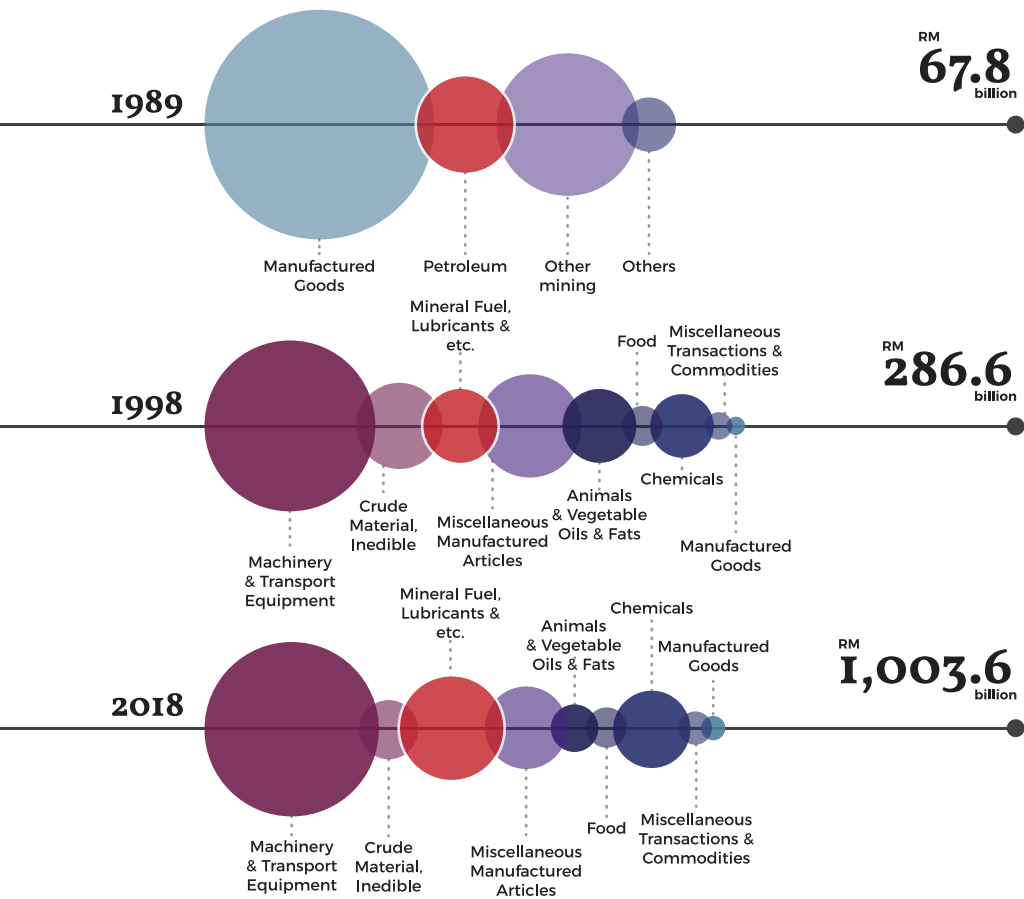 1989
RM
67.8
billion
Manufactured
Goods
Petroleum
Other
mining
Others
1998
RM
286.6
billion
Mineral Fuel,
Lubricants &
etc.
Food
Miscellaneous
Transactions &
Commodities
Machinery
& Transport
Equipment
Crude
Material,
Inedible
Miscellaneous
Manufactured
Articles
Animals
& Vegetable
Oils & Fats
Chemicals
Manufactured
Goods
2018
RM
1,003.6
billion
Mineral Fuel,
Lubricants &
etc.
Animals
& Vegetable
Oils & Fats
Chemicals
Manufactured
Goods
Machinery
& Transport
Equipment
Crude
Material,
Inedible
Miscellaneous
Manufactured
Articles
Food
Miscellaneous
Transactions &
Commodities